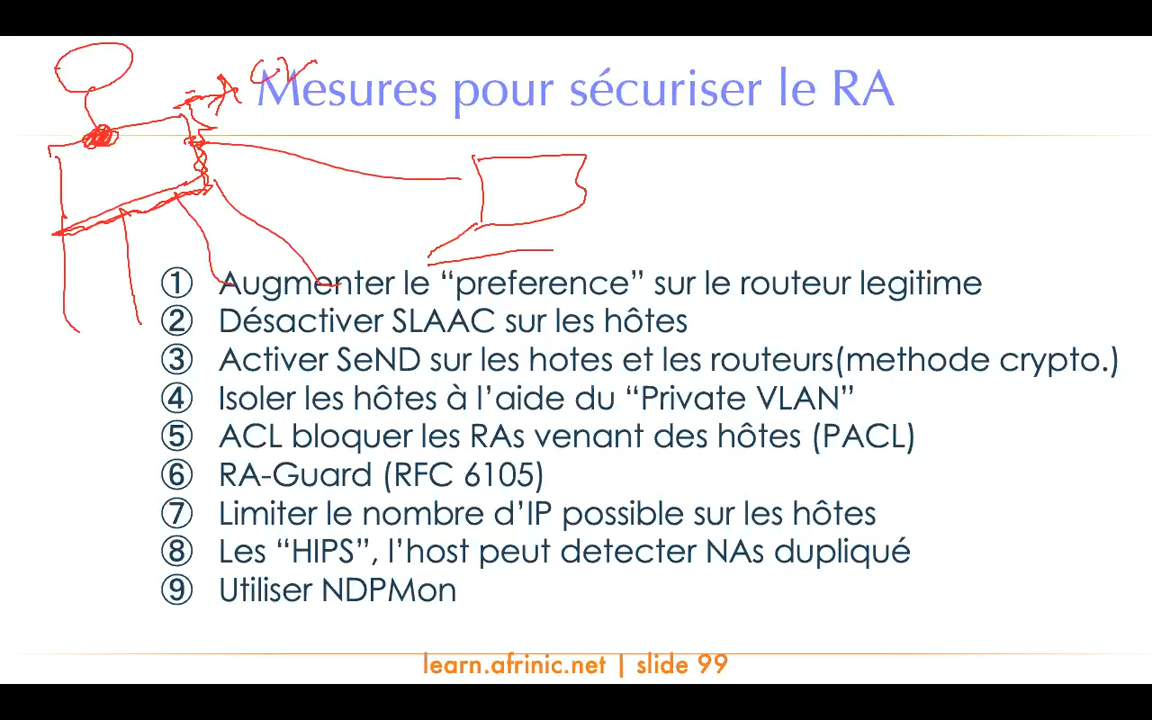 Mesures pour sécuriser le RA
① Augmenter le “preference” sur le routeur legitime
② Désactiver SLAAC sur les hôtes
③ Activer SeND sur les hotes et les routeurs(methode crypto.)
④ Isoler les hôtes à l’aide du “Private VLAN”
⑤ ACL bloquer les RAs venant des hôtes (PACL)
⑥ RA-Guard (RFC 6105)
⑦ Limiter le nombre d’IP possible sur les hôtes
⑧ Les “HIPS”, l’host peut detecter NAs dupliqué
⑨ Utiliser NDPMon
learn.afrinic.net | slide 99